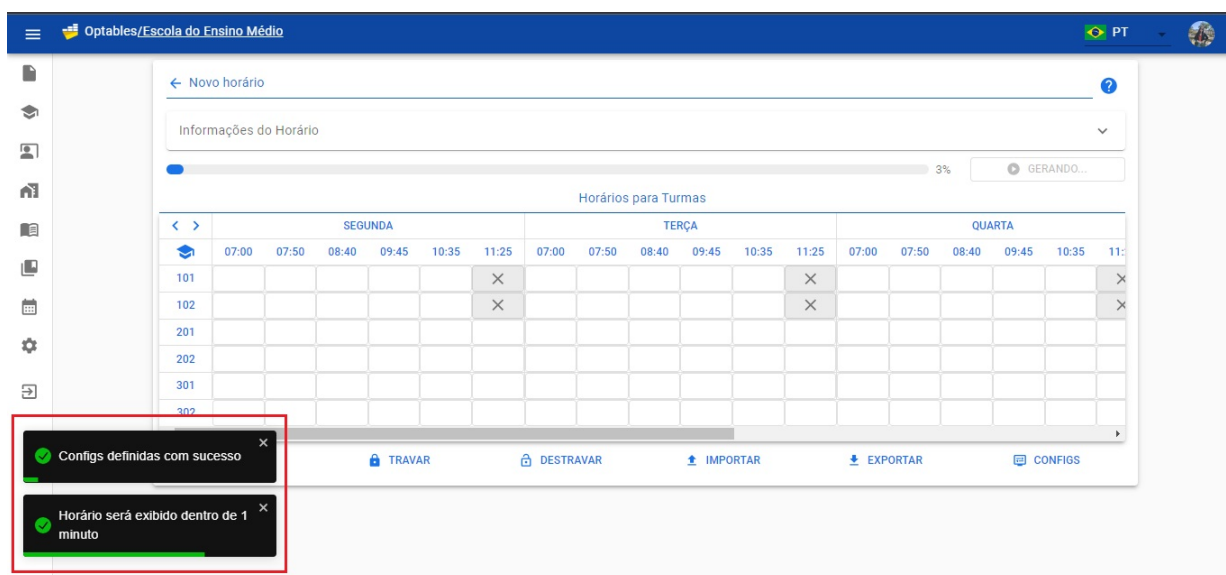 Optables/Escola do Ensino Médio
PT
Novo horário
Informações do Horário
3%
GERANDO...
Horários para Turmas
SEGUNDA TERÇA QUARTA
07:00 07:50 08:40 09:45 10:35 11:25 07:00 07:50 08:40 09:45 10:35 11:25 07:00 07:50 08:40 09:45 10:35
101
102
201
202
301
302
TRAVAR DESTRAVAR IMPORTAR EXPORTAR CONFIGS
Configs definidas com sucesso
Horário será exibido dentro de 1
minuto